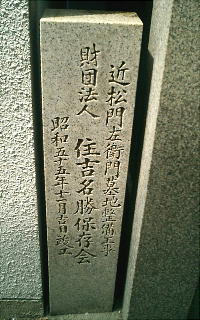 近松門左衛門墓地整備工事
財団法人 住吉名勝保存会
昭和五十五年十二月吉日竣工